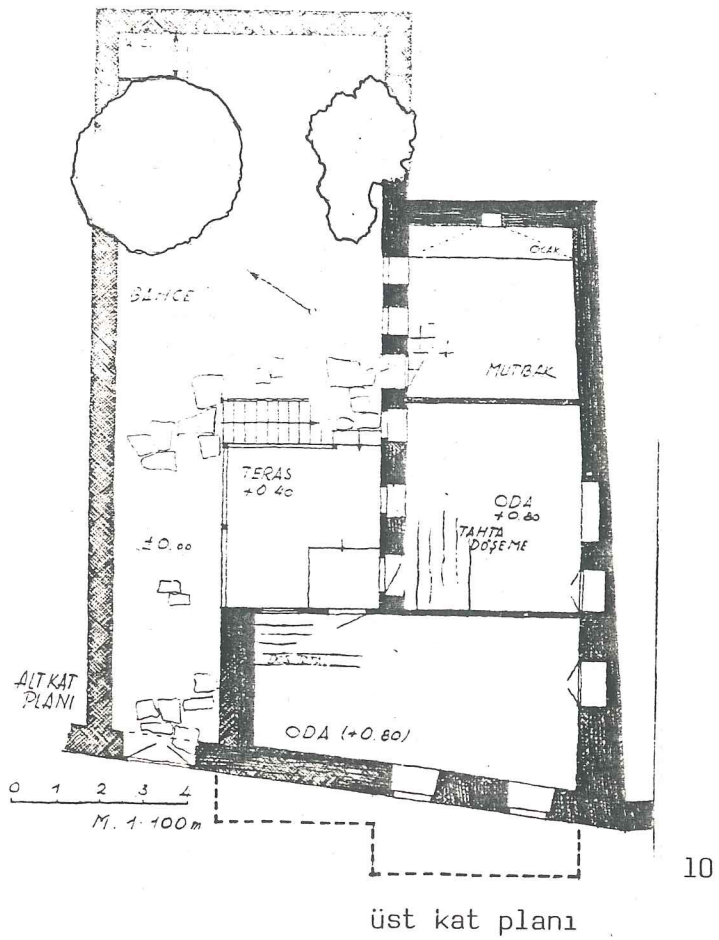 OCAK
BAHCE
MUTBAK
TERAS
+0.40
ODA
+0.80
TAHTA
DÖŞEME
±0.00
ALT KAT
PLANI
ODA (+0.80)
0 1 2 3 4
M. 1:100m
10
üst kat planı